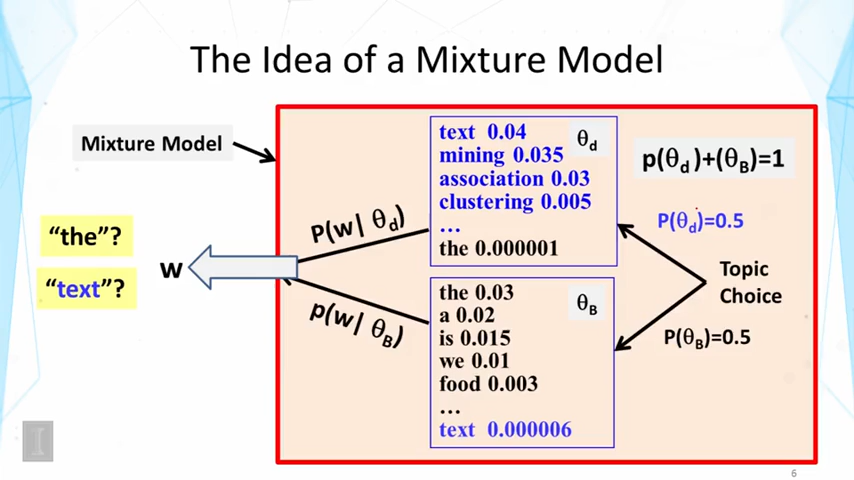 The Idea of a Mixture Model
Mixture Model
text 0.04
mining 0.035
association 0.03
clustering 0.005
...
the 0.000001
θd
p(θd)+(θB)=1
P(θd)=0.5
Topic
Choice
P(θB)=0.5
P(w| θd)
p(w| θB)
"the"?
"text"?
w
the 0.03
a 0.02
is 0.015
we 0.01
food 0.003
...
text 0.000006
θB
I
6